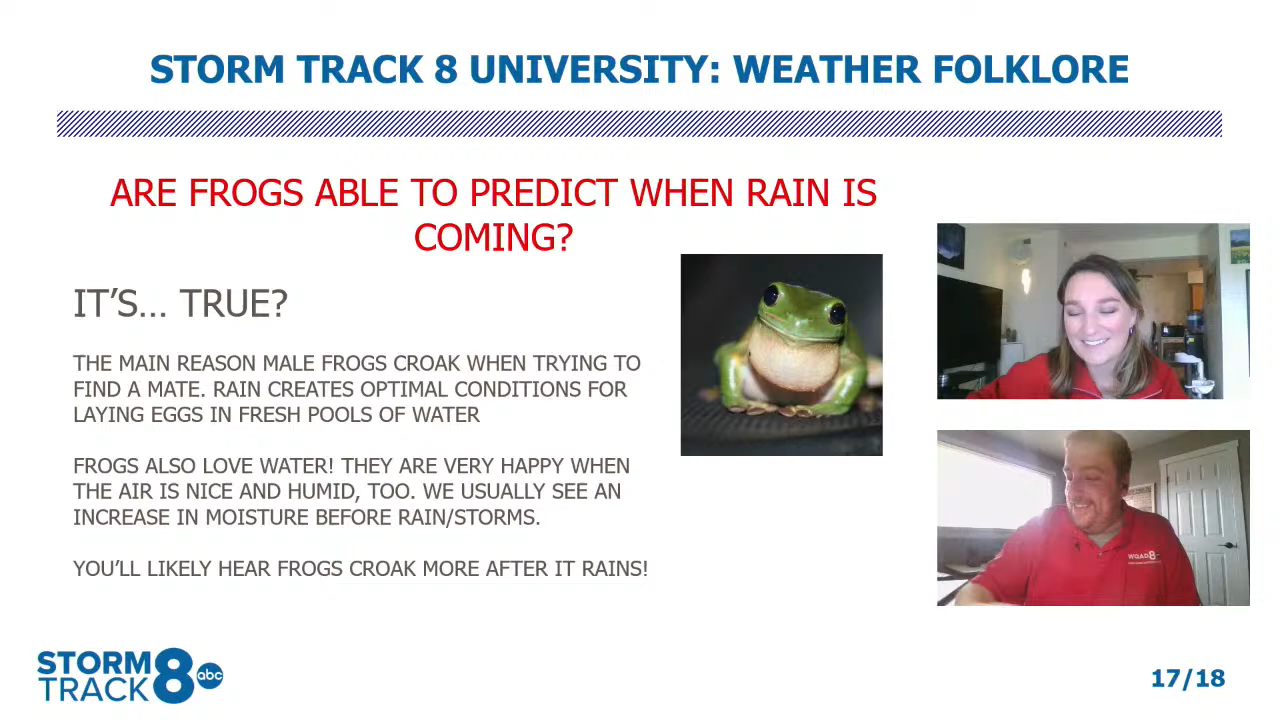 STORM TRACK 8 UNIVERSITY: WEATHER FOLKLORE
ARE FROGS ABLE TO PREDICT WHEN RAIN IS
COMING?
IT'S... TRUE?
THE MAIN REASON MALE FROGS CROAK WHEN TRYING TO
FIND A MATE. RAIN CREATES OPTIMAL CONDITIONS FOR
LAYING EGGS IN FRESH POOLS OF WATER
FROGS ALSO LOVE WATER! THEY ARE VERY HAPPY WHEN
THE AIR IS NICE AND HUMID, TOO. WE USUALLY SEE AN
INCREASE IN MOISTURE BEFORE RAIN/STORMS.
YOU'LL LIKELY HEAR FROGS CROAK MORE AFTER IT RAINS!
WQAD8
STORM
TRACK 8 abc
17/18